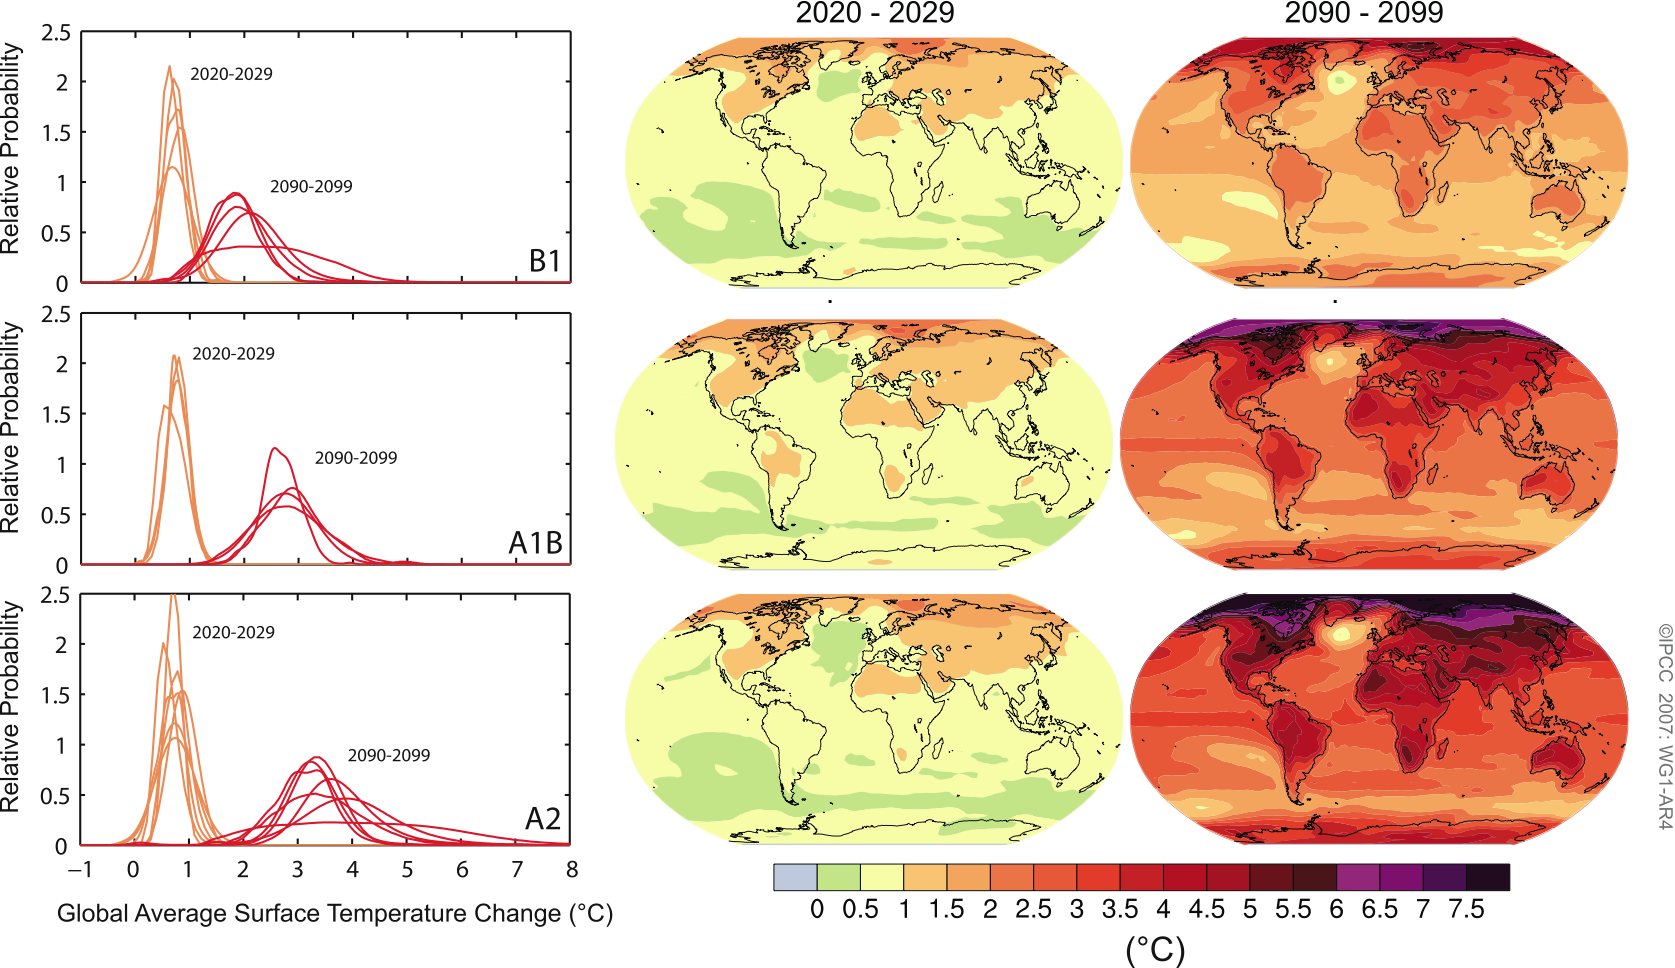 2020 - 2029
2090 - 2099
2.5
2
1.5
1
0.5
0
Relative Probability
2020-2029
2090-2099
B1
2.5
2
1.5
1
0.5
0
Relative Probability
2020-2029
2090-2099
A1B
2.5
2
1.5
1
0.5
0
Relative Probability
2020-2029
2090-2099
A2
−1 0 1 2 3 4 5 6 7 8
Global Average Surface Temperature Change (°C)
0 0.5 1 1.5 2 2.5 3 3.5 4 4.5 5 5.5 6 6.5 7 7.5
(°C)
©IPCC 2007: WG1-AR4